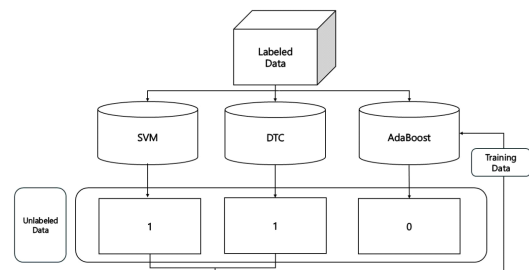 Labeled
Data
SVM
DTC
AdaBoost
Training
Data
Unlabeled
Data
1
1
0